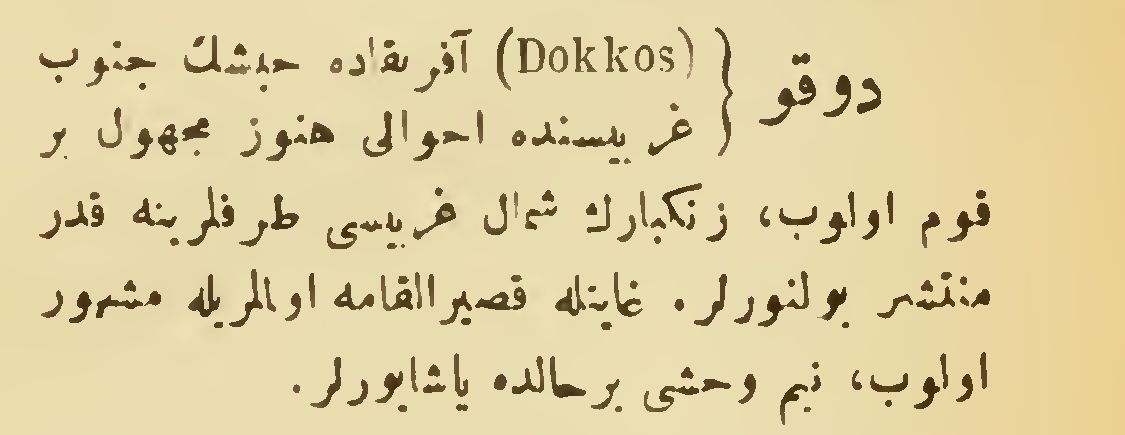 دوقو { (Dokkos) آفریقاده حبشك جنوب
غربیسنده احوالی هنوز مجهول بر
قوم اولوب، زنگبارك شمال غربیسی طرفلرینه قدر
منتشر بولنورلر. غایتله قصیرالقامه اولمریله مشهور
اولوب، نیم وحشی برحالده یاشایورلر.